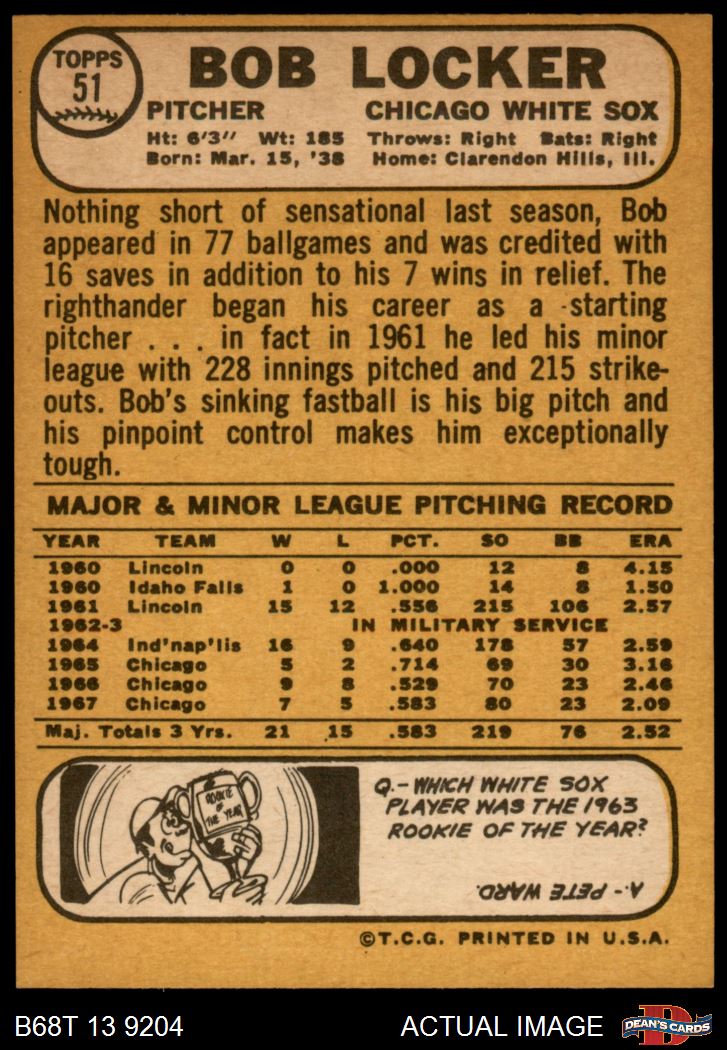 TOPPS
51
BOB LOCKER
PITCHER CHICAGO WHITE SOX
Ht: 6'3" Wt: 185 Throws: Right Bats: Right
Born: Mar. 15, '38 Home: Clarendon Hills, Ill.
Nothing short of sensational last season, Bob
appeared in 77 ballgames and was credited with
16 saves in addition to his 7 wins in relief. The
righthander began his career as a starting
pitcher . . . in fact in 1961 he led his minor
league with 228 innings pitched and 215 strike-
outs. Bob's sinking fastball is his big pitch and
his pinpoint control makes him exceptionally
tough.
MAJOR & MINOR LEAGUE PITCHING RECORD
YEAR TEAM W L PCT. SO BB ERA
1960 Lincoln 0 0 .000 12 8 4.15
1960 Idaho Falls 1 0 1.000 14 8 1.50
1961 Lincoln 15 12 .556 215 106 2.57
1962-3 IN MILITARY SERVICE
1964 Ind'nap'lis 16 9 .640 178 57 2.59
1965 Chicago 5 2 .714 69 30 3.16
1966 Chicago 9 8 .529 70 23 2.46
1967 Chicago 7 5 .583 80 23 2.09
Maj. Totals 3 Yrs. 21 15 .583 219 76 2.52
ROOKIE
OF
THE YEAR
Q.- WHICH WHITE SOX
PLAYER WAS THE 1963
ROOKIE OF THE YEAR?
A.- PETE WARD.
©T.C.G. PRINTED IN U.S.A.
B68T 13 9204 ACTUAL IMAGE
D
DEAN'S CARDS